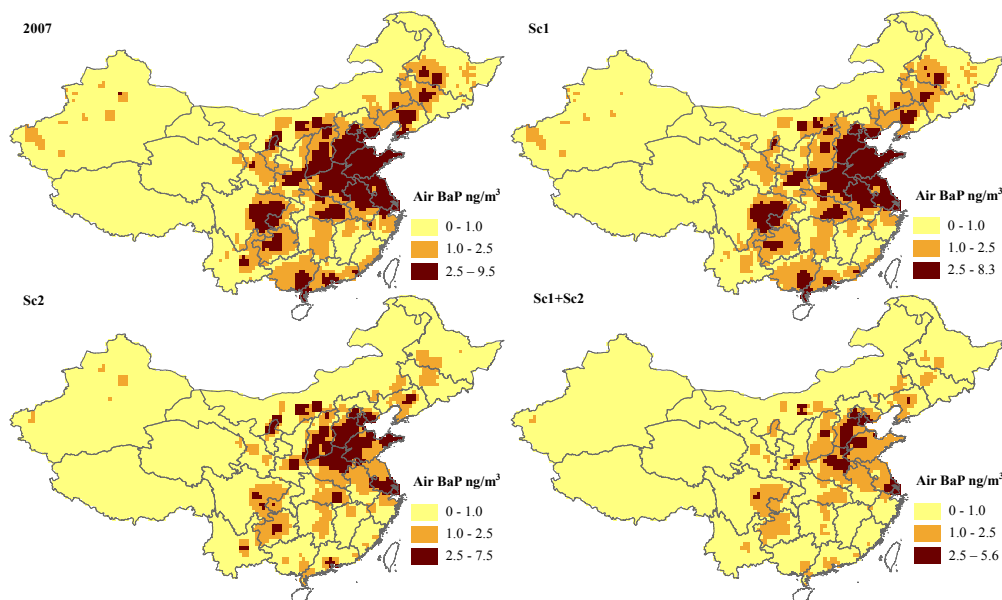 2007
Air BaP ng/m³
0 - 1.0
1.0 - 2.5
2.5 – 9.5
Sc1
Air BaP ng/m³
0 - 1.0
1.0 - 2.5
2.5 - 8.3
Sc2
Air BaP ng/m³
0 - 1.0
1.0 - 2.5
2.5 - 7.5
Sc1+Sc2
Air BaP ng/m³
0 - 1.0
1.0 - 2.5
2.5 – 5.6